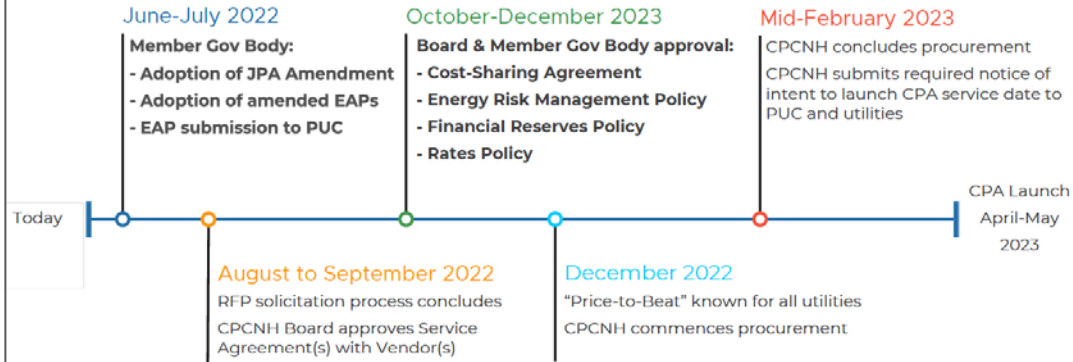 June-July 2022
Member Gov Body:
- Adoption of JPA Amendment
- Adoption of amended EAPs
- EAP submission to PUC
October-December 2023
Board & Member Gov Body approval:
- Cost-Sharing Agreement
- Energy Risk Management Policy
- Financial Reserves Policy
- Rates Policy
Mid-February 2023
CPCNH concludes procurement
CPCNH submits required notice of
intent to launch CPA service date to
PUC and utilities
Today
CPA Launch
April-May
2023
August to September 2022
RFP solicitation process concludes
CPCNH Board approves Service
Agreement(s) with Vendor(s)
December 2022
“Price-to-Beat” known for all utilities
CPCNH commences procurement